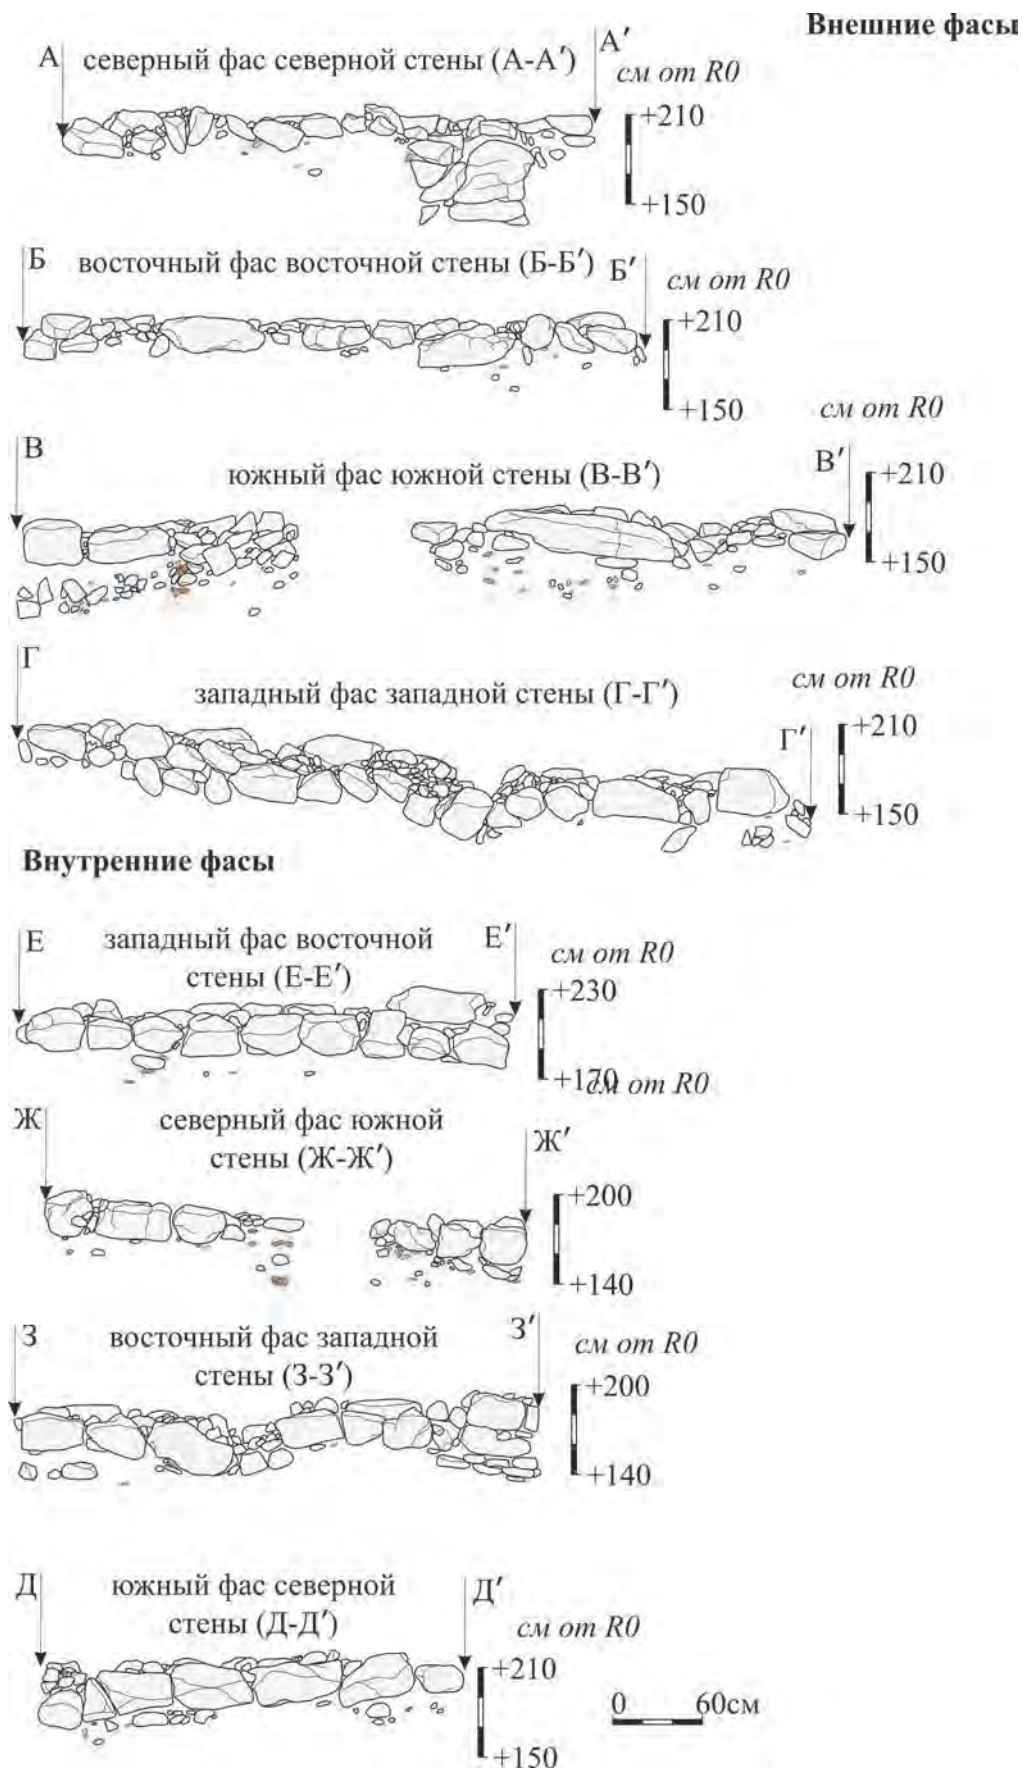 Внешние фасы
А
северный фас северной стены (А-А′)
А′
см от R0
+210
+150
Б
восточный фас восточной стены (Б-Б′)
Б′
см от R0
+210
+150
см от R0
В
южный фас южной стены (В-В′)
В′
+210
+150
Г
западный фас западной стены (Г-Г′)
см от R0
Г′
+210
+150
Внутренние фасы
Е
западный фас восточной
стены (Е-Е′)
Е′
см от R0
+230
+170
см от R0
Ж
северный фас южной
стены (Ж-Ж′)
Ж′
+200
+140
З
восточный фас западной
стены (З-З′)
З′
см от R0
+200
+140
Д
южный фас северной
стены (Д-Д′)
Д′
см от R0
+210
+150
0 60см